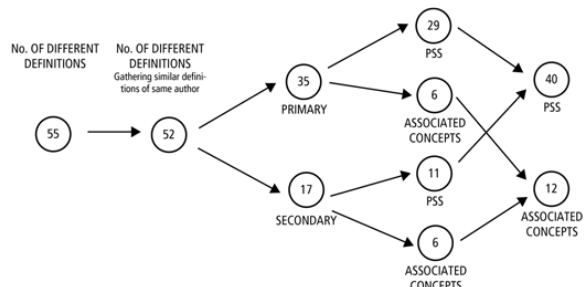 No. OF DIFFERENT
DEFINITIONS
55
No. OF DIFFERENT
DEFINITIONS
Gathering similar defini-
tions of same author
52
35
PRIMARY
17
SECONDARY
29
PSS
6
ASSOCIATED
CONCEPTS
11
PSS
6
ASSOCIATED
CONCEPTS
40
PSS
12
ASSOCIATED
CONCEPTS